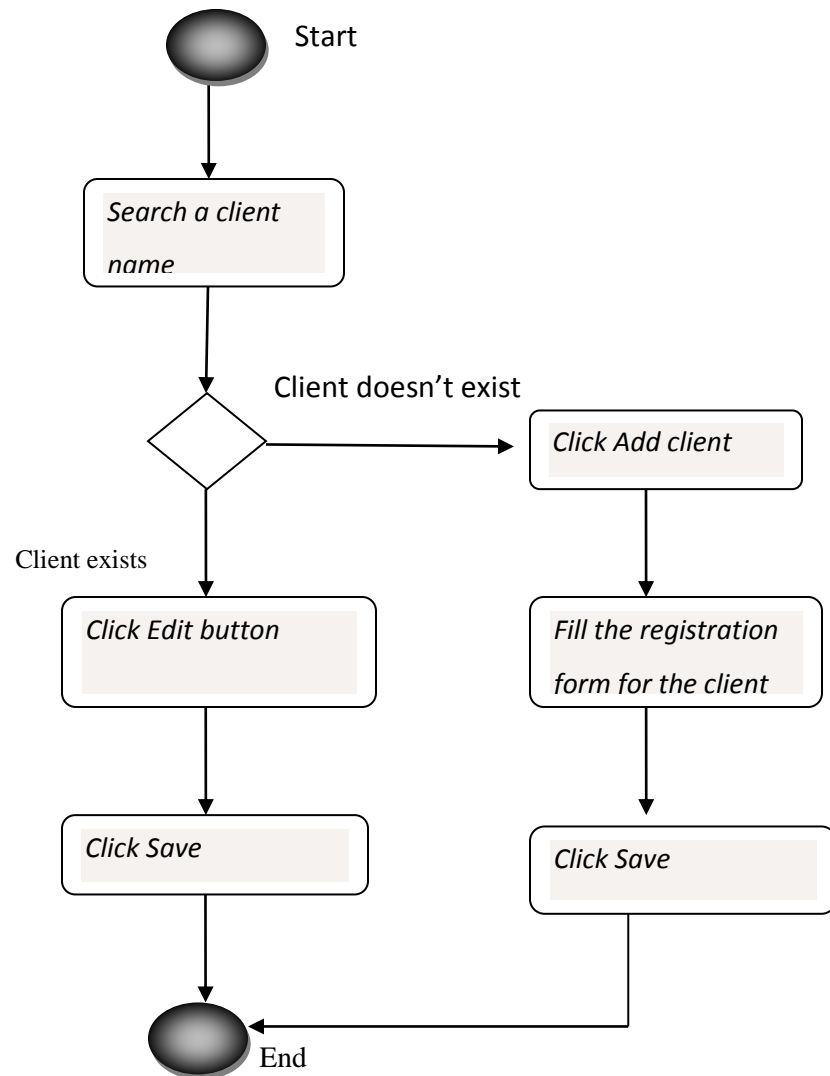 Start
Search a client
name
Client doesn’t exist
Click Add client
Client exists
Click Edit button
Fill the registration
form for the client
Click Save
Click Save
End